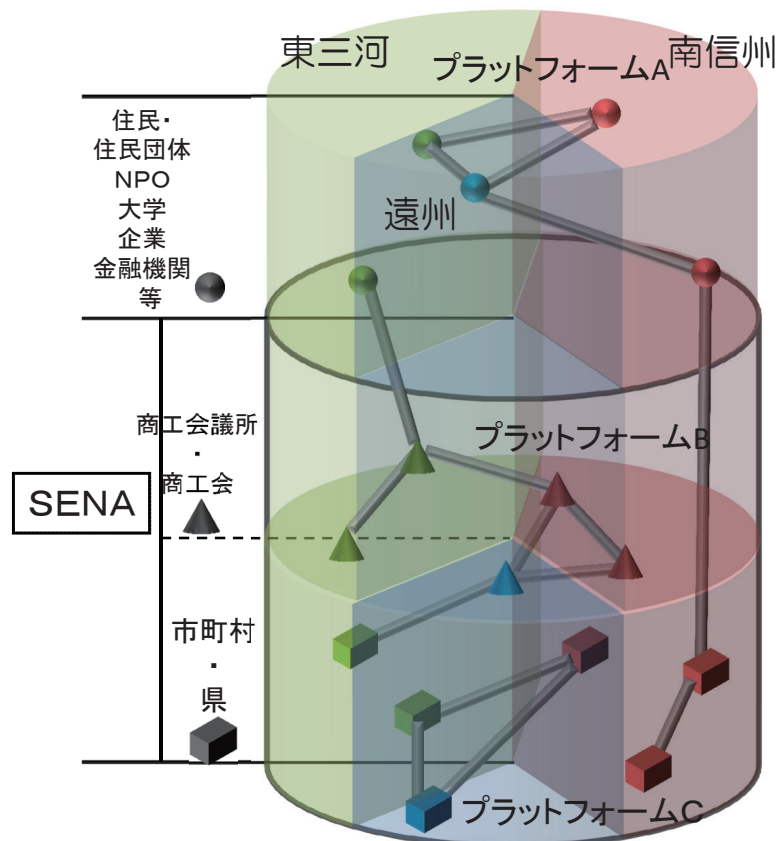 東三河
南信州
プラットフォームA
住民・
住民団体
NPO
大学
企業
金融機関
等
遠州
商工会議所
・
商工会
プラットフォームB
SENA
市町村
・
県
プラットフォームC